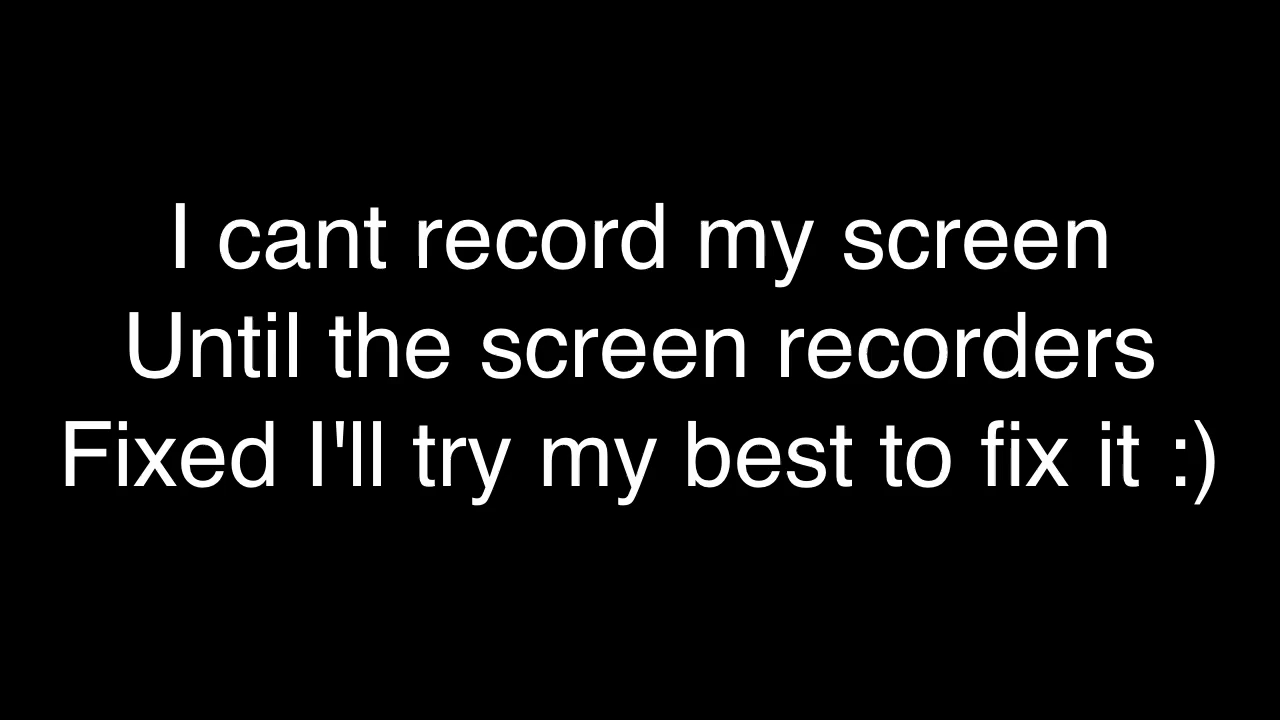 I cant record my screen
Until the screen recorders
Fixed I'll try my best to fix it :)